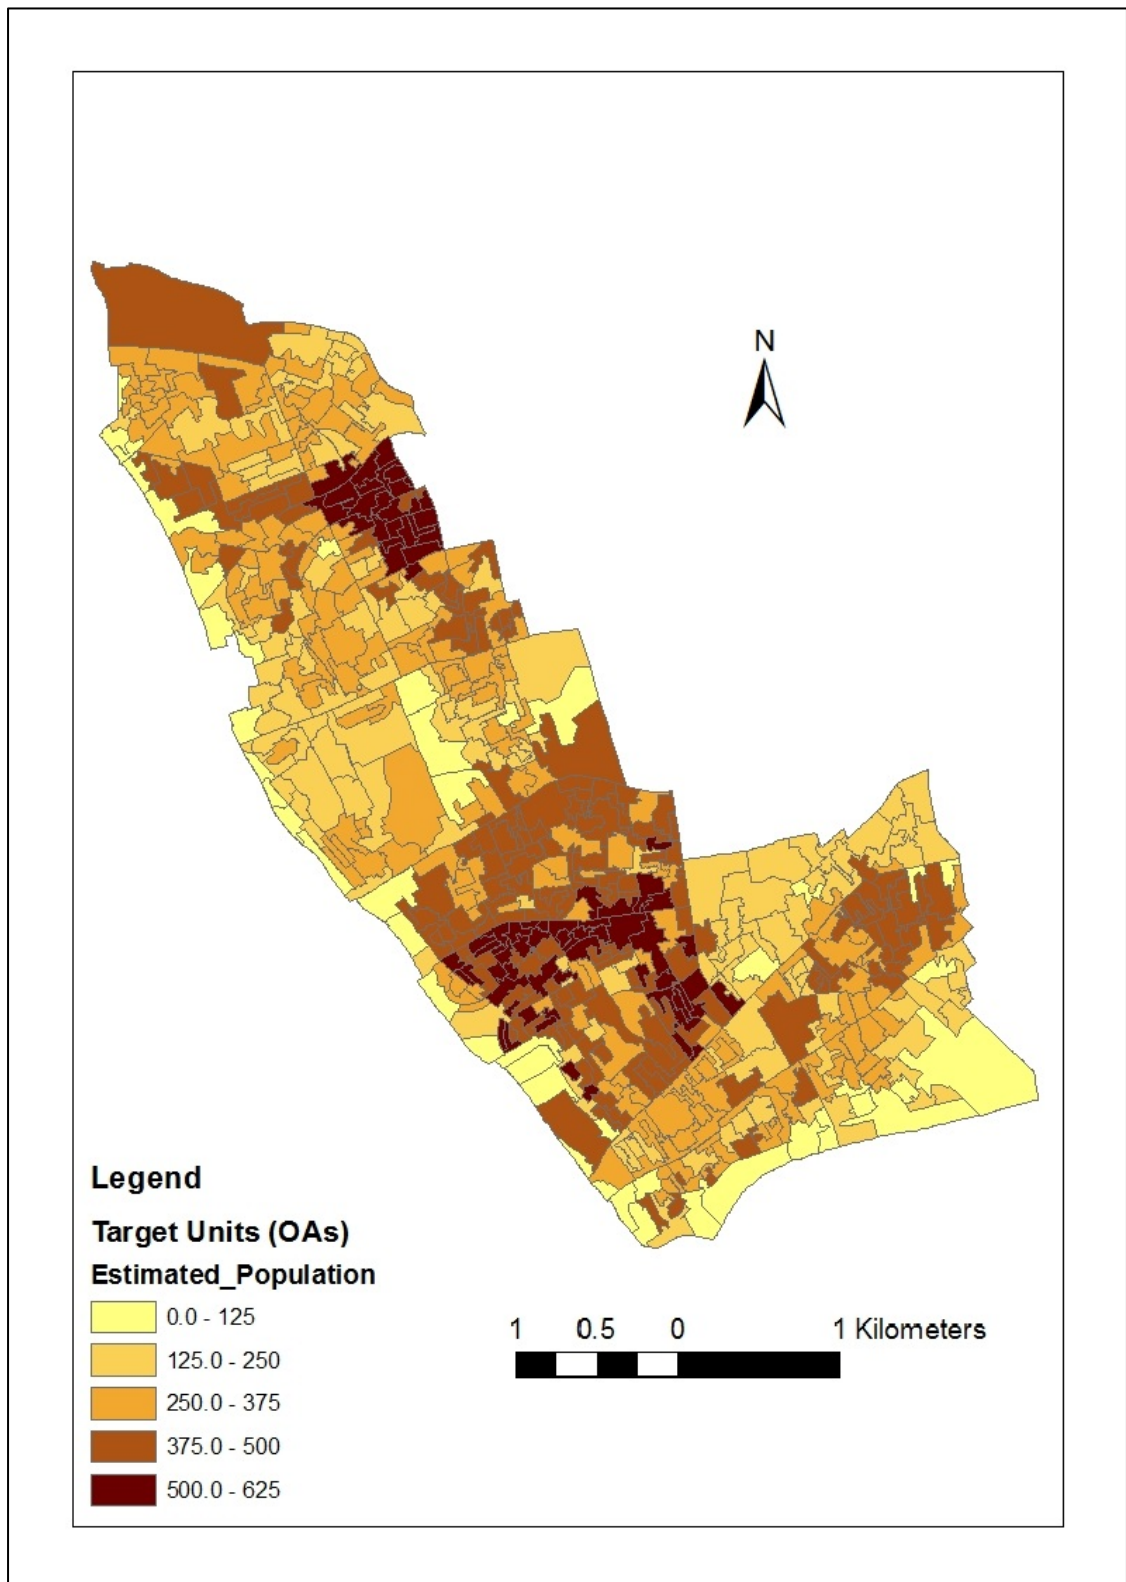 N
Legend
Target Units (OAs)
Estimated_Population
0.0 - 125
125.0 - 250
250.0 - 375
375.0 - 500
500.0 - 625
1 0.5 0 1 Kilometers